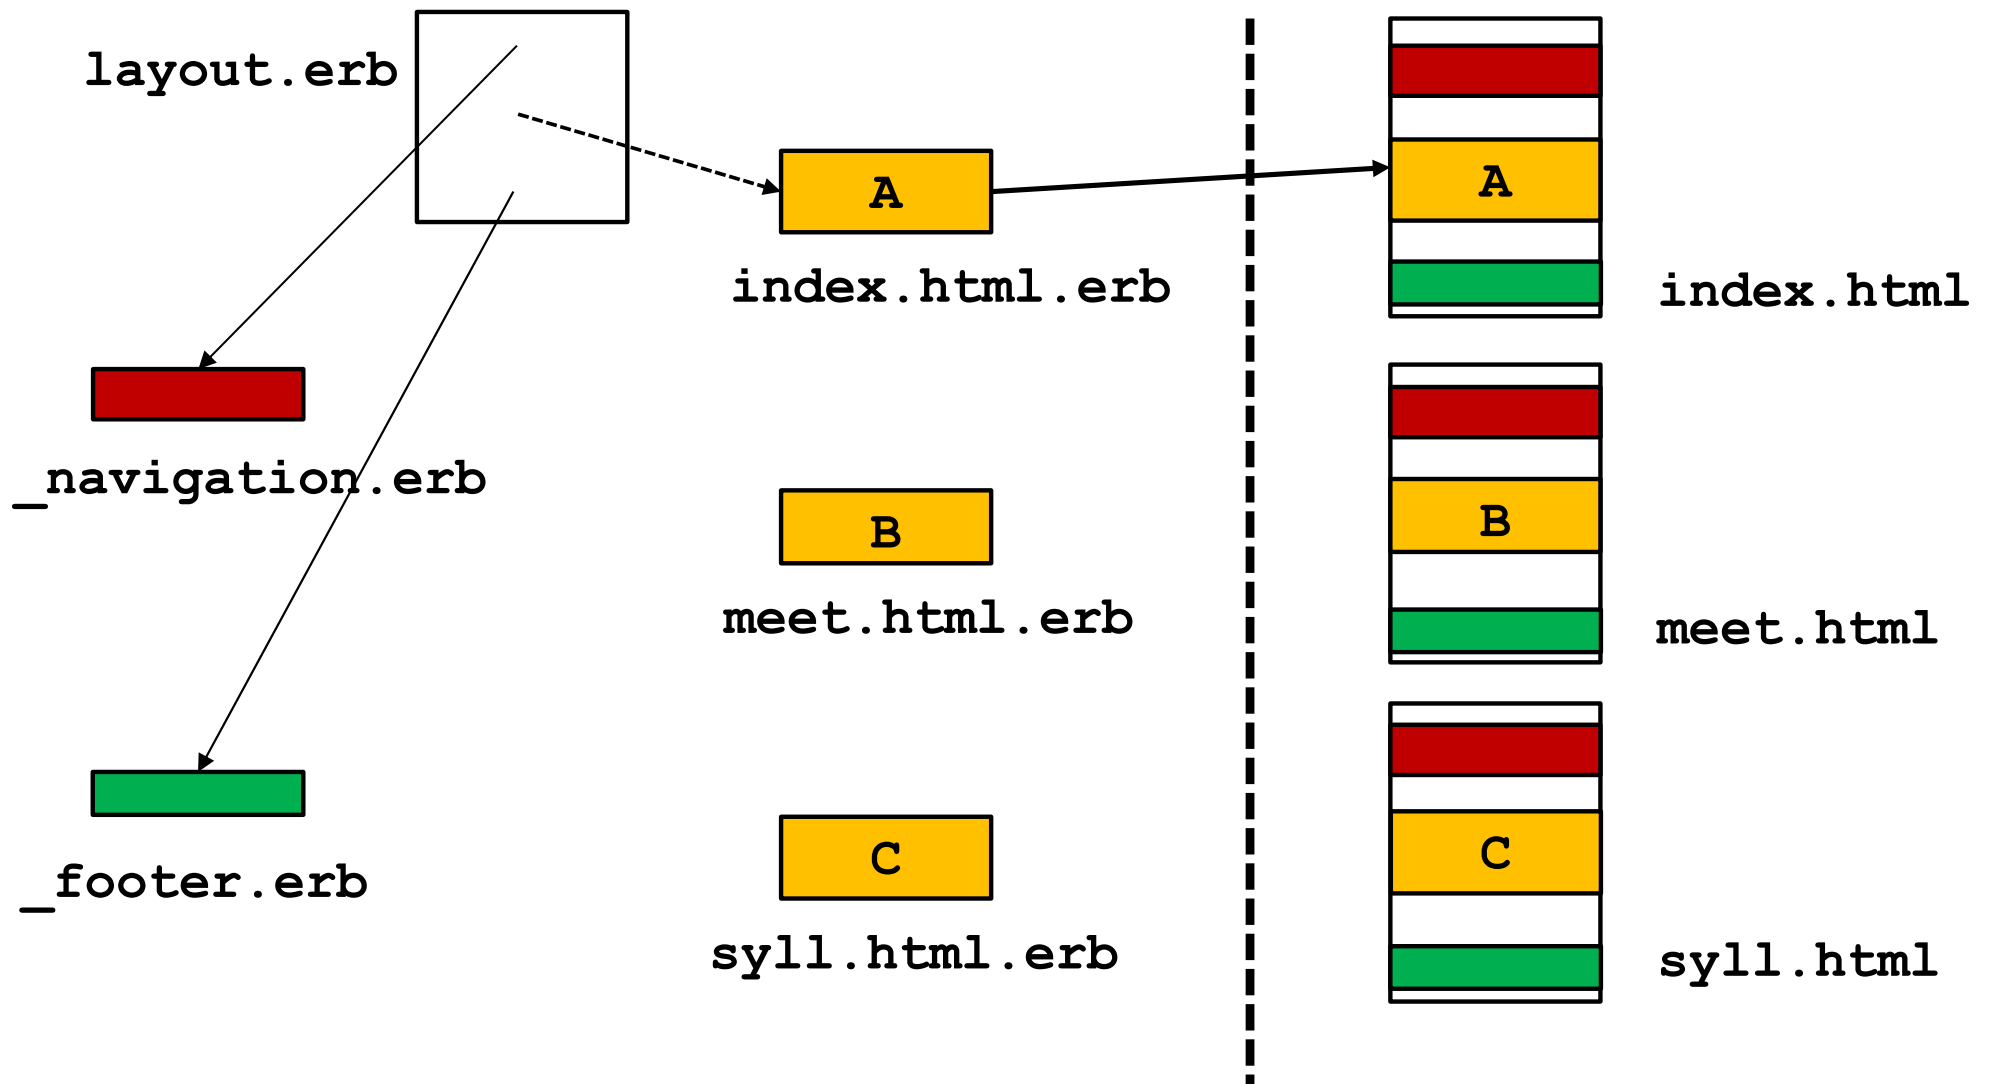 layout.erb
A
index.html.erb
A
index.html
_navigation.erb
B
meet.html.erb
B
meet.html
_footer.erb
C
syll.html.erb
C
syll.html